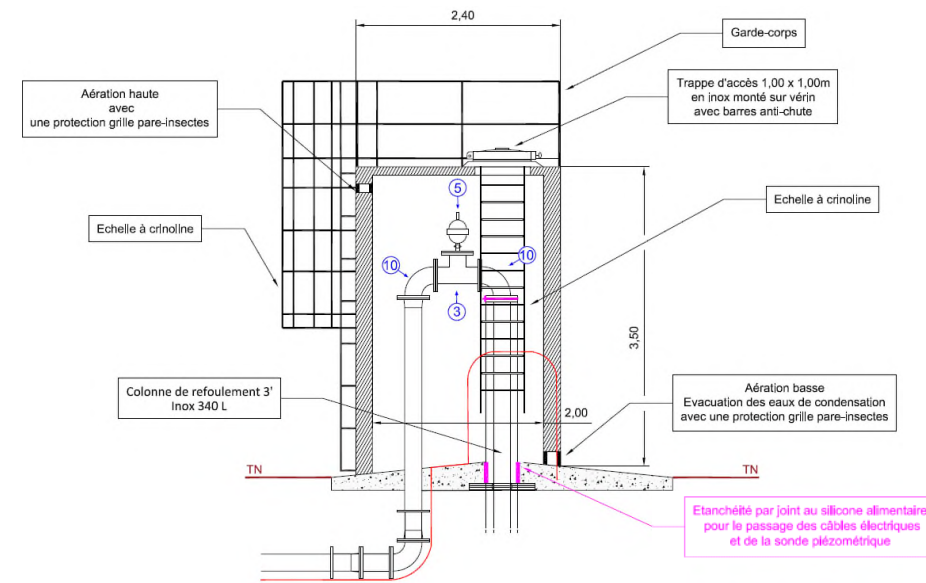 2,40
Garde-corps
Aération haute
avec
une protection grille pare-insectes
Trappe d'accès 1,00 x 1,00m
en inox monté sur vérin
avec barres anti-chute
5
Echelle à crinoline
Echelle à crinoline
10
10
3
3,50
Colonne de refoulement 3'
Inox 340 L
2,00
Aération basse
Evacuation des eaux de condensation
avec une protection grille pare-insectes
TN
TN
Etanchéité par joint au silicone alimentaire
pour le passage des câbles électriques
et de la sonde piézométrique